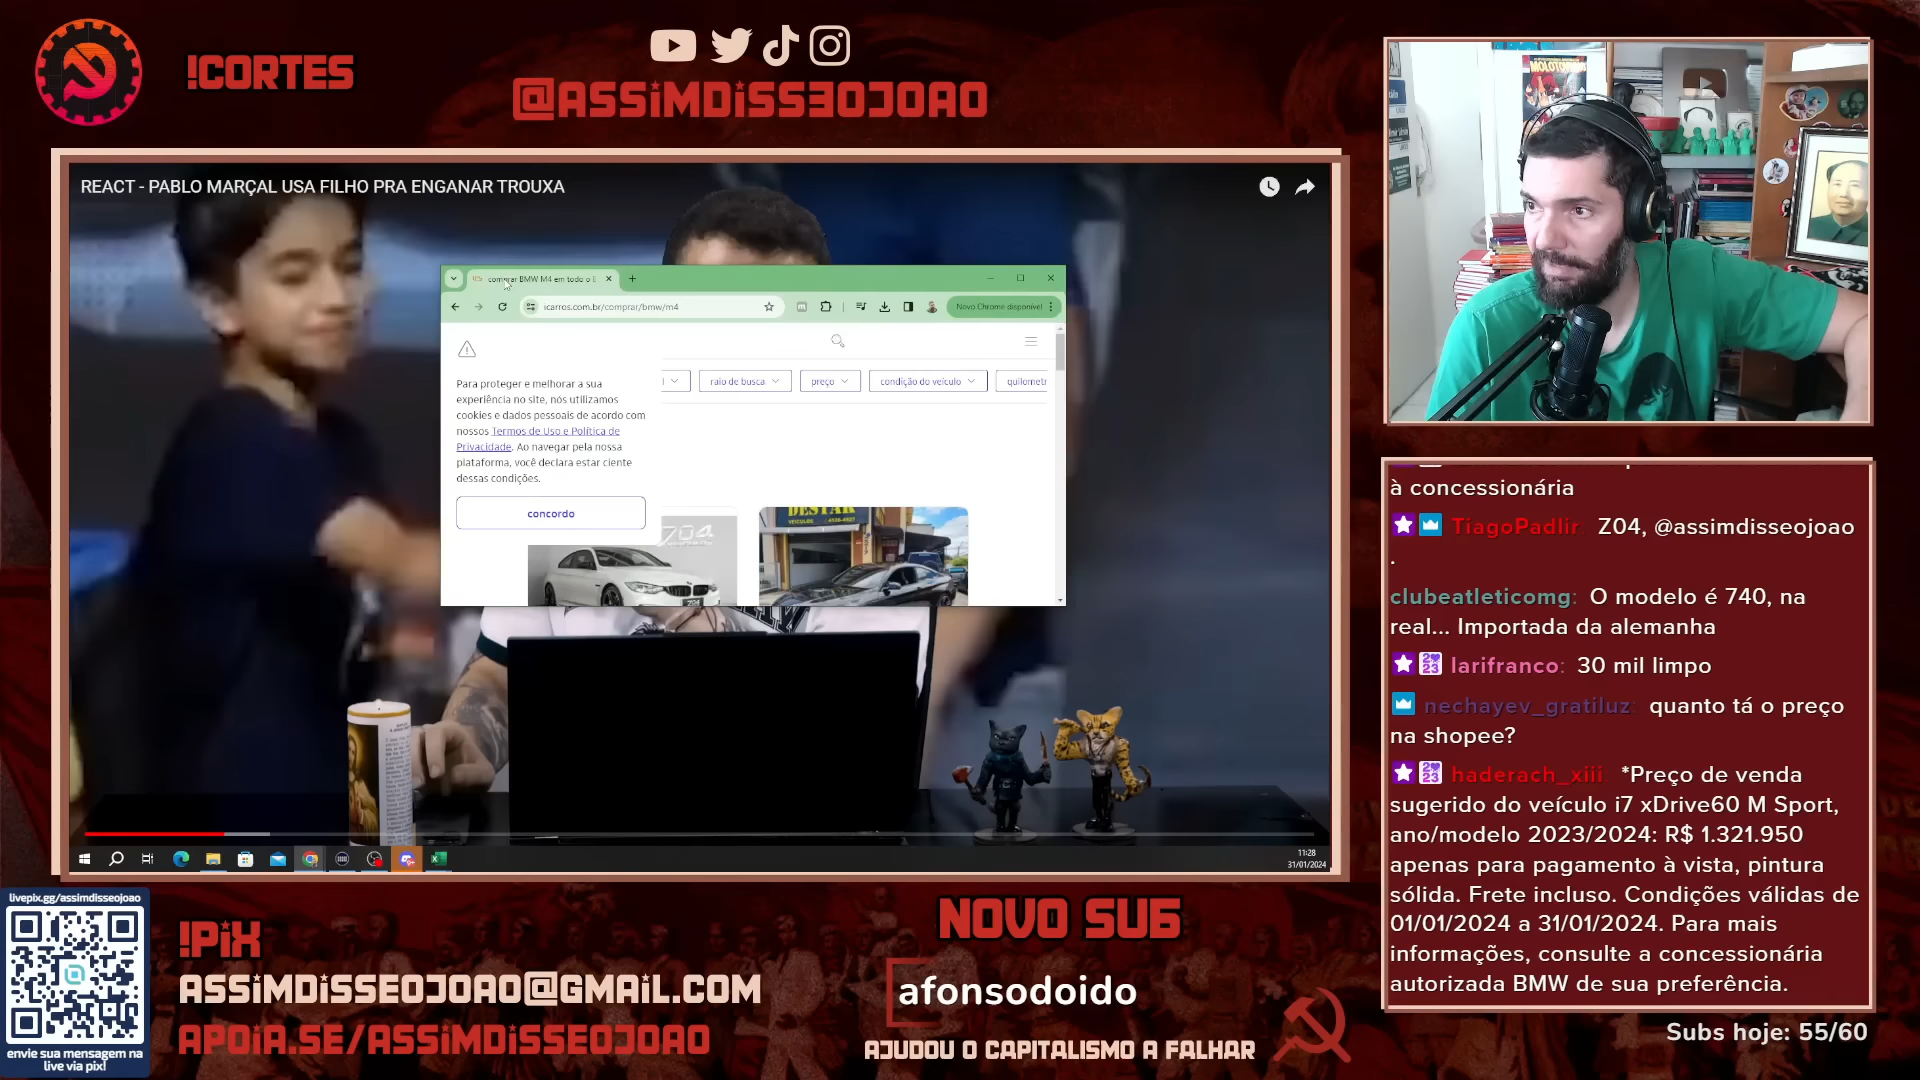 !CORTES
@ASSIMDISSEOJOAO
REACT - PABLO MARÇAL USA FILHO PRA ENGANAR TROUXA
comprar BMW M4 em todo o B
icarros.com.br/comprar/bmw/m4
Novo Chrome disponível
Para proteger e melhorar a sua
experiência no site, nós utilizamos
cookies e dados pessoais de acordo com
nossos Termos de Uso e Política de
Privacidade. Ao navegar pela nossa
plataforma, você declara estar ciente
dessas condições.
concordo
raio de busca
preço
condição do veículo
quilometr
Z04
DESTAK
VEÍCULOS
Z04
11:28
31/01/2024
MOLOTOV
à concessionária
TiagoPadlir: Z04, @assimdisseojoao
.
clubeatleticomg: O modelo é 740, na
real... Importada da alemanha
larifranco: 30 mil limpo
nechayev_gratiluz: quanto tá o preço
na shopee?
haderach_xiii: *Preço de venda
sugerido do veículo i7 xDrive60 M Sport,
ano/modelo 2023/2024: R$ 1.321.950
apenas para pagamento à vista, pintura
sólida. Frete incluso. Condições válidas de
01/01/2024 a 31/01/2024. Para mais
informações, consulte a concessionária
autorizada BMW de sua preferência.
Subs hoje: 55/60
livepix.gg/assimdisseojoao
envie sua mensagem na
live via pix!
!PIX
ASSIMDISSEOJOAO@GMAIL.COM
APOIA.SE/ASSIMDISSEOJOAO
NOVO SUB
afonsodoido
AJUDOU O CAPITALISMO A FALHAR